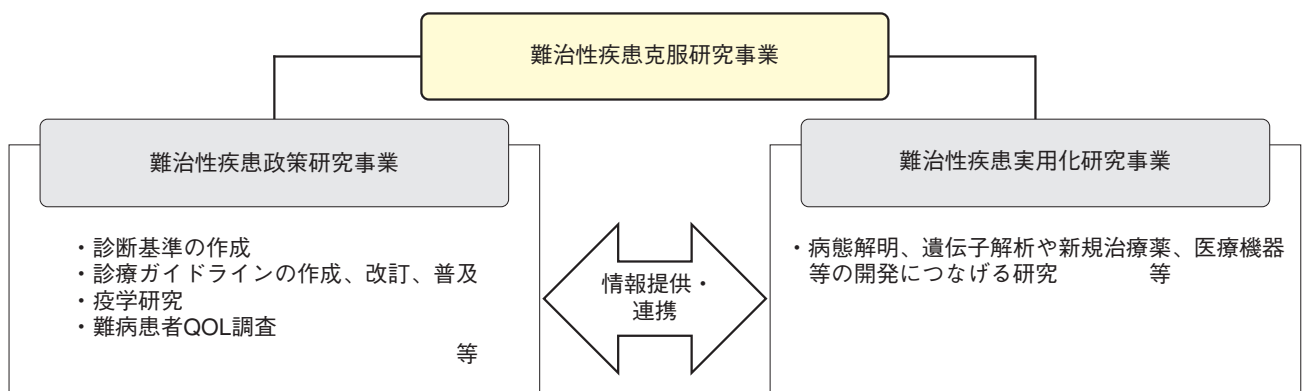 難治性疾患克服研究事業
難治性疾患政策研究事業
・診断基準の作成
・診療ガイドラインの作成、改訂、普及
・疫学研究
・難病患者QOL調査
等
情報提供・
連携
難治性疾患実用化研究事業
・病態解明、遺伝子解析や新規治療薬、医療機器
等の開発につなげる研究　　　　等